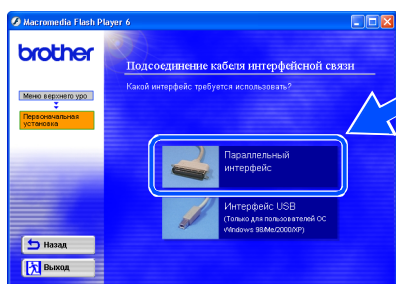 Macromedia Flash Player 6
brother
Подсоединение кабеля интерфейсной связи
Какой интерфейс требуется использовать?
Меню верхнего уро
Первоначальная
установка
Параллельный
интерфейс
Интерфейс USB
(Только для пользователей ОС
Windows 98/Me/2000/XP)
Назад
Выход